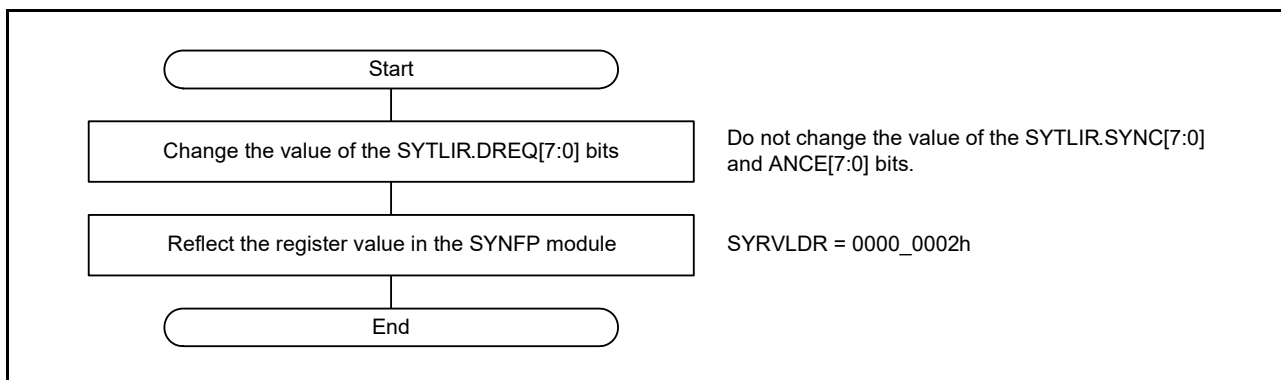 Start
Change the value of the SYTLIR.DREQ[7:0] bits
Do not change the value of the SYTLIR.SYNC[7:0]
and ANCE[7:0] bits.
Reflect the register value in the SYNFP module
SYRVLDR = 0000_0002h
End